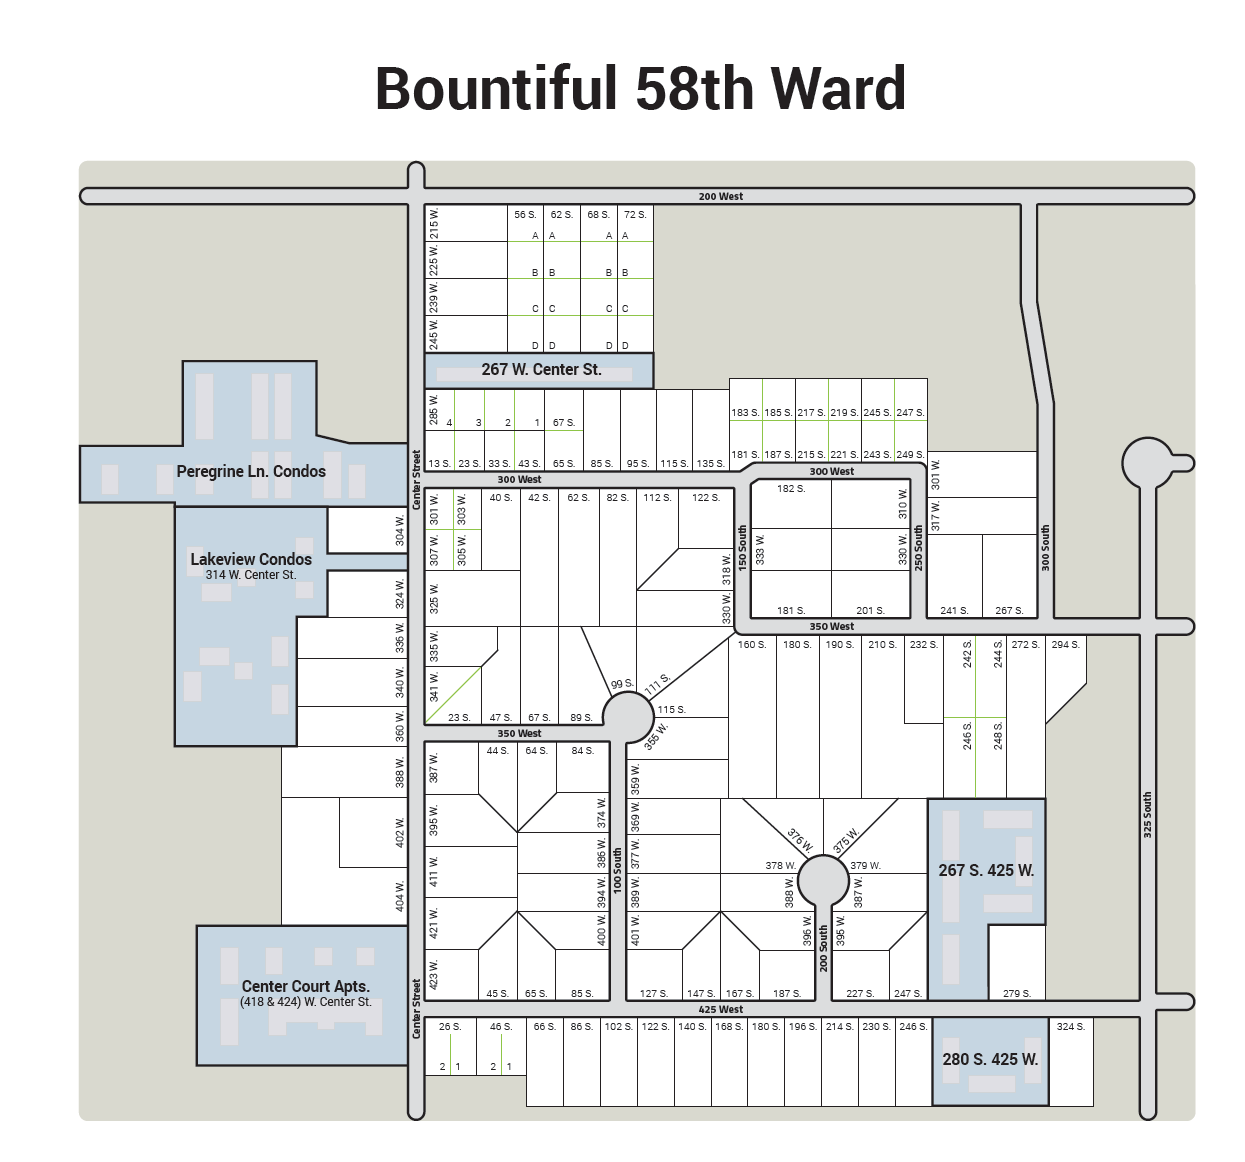 Bountiful 58th Ward
200 West
215 W.
56 S. 62 S. 68 S. 72 S.
A A A A
225 W.
B B B B
239 W.
C C C C
245 W.
D D D D
267 W. Center St.
285 W.
4 3 2 1 67 S.
183 S. 185 S. 217 S. 219 S. 245 S. 247 S.
13 S. 23 S. 33 S. 43 S. 65 S. 85 S. 95 S. 115 S. 135 S.
181 S. 187 S. 215 S. 221 S. 243 S. 249 S.
Peregrine Ln. Condos
Center Street
300 West
300 West
301 W.
317 W.
301 W. 303 W.
40 S. 42 S. 62 S. 82 S. 112 S. 122 S.
182 S.
310 W.
304 W.
307 W. 305 W.
150 South
333 W.
330 W.
250 South
300 South
Lakeview Condos
314 W. Center St.
324 W.
325 W.
318 W.
330 W.
181 S. 201 S.
241 S. 267 S.
350 West
336 W.
335 W.
160 S. 180 S. 190 S. 210 S. 232 S. 242 S. 244 S. 272 S. 294 S.
340 W.
341 W.
99 S. 111 S.
115 S.
23 S. 47 S. 67 S. 89 S.
360 W.
350 West
355 W.
246 S. 248 S.
388 W.
387 W.
44 S. 64 S. 84 S.
359 W.
402 W.
395 W.
374 W.
369 W.
376 W. 375 W.
325 South
411 W.
386 W.
100 South
377 W.
378 W. 379 W.
267 S. 425 W.
404 W.
394 W.
389 W.
388 W. 387 W.
421 W.
400 W.
401 W.
396 W.
200 South
395 W.
423 W.
45 S. 65 S. 85 S. 127 S. 147 S. 167 S. 187 S. 227 S. 247 S. 279 S.
Center Court Apts.
(418 & 424) W. Center St.
Center Street
425 West
26 S. 46 S. 66 S. 86 S. 102 S. 122 S. 140 S. 168 S. 180 S. 196 S. 214 S. 230 S. 246 S. 324 S.
280 S. 425 W.
2 1 2 1